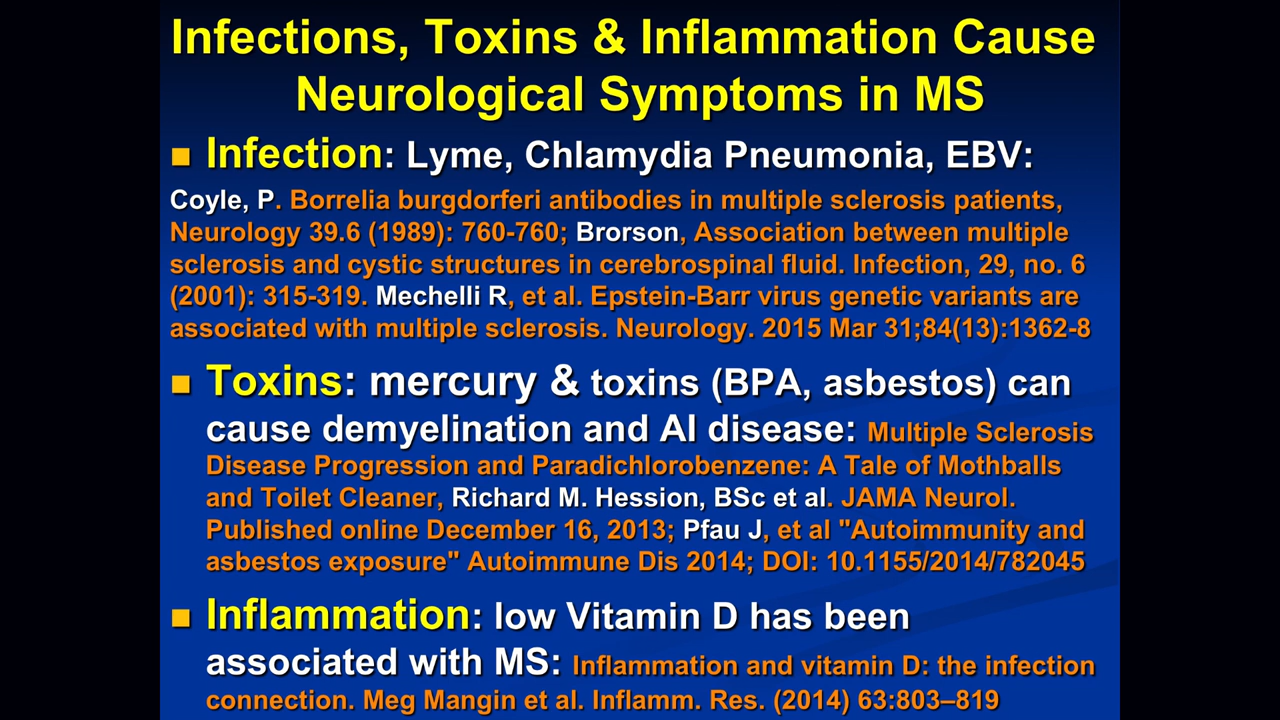 Infections, Toxins & Inflammation Cause
Neurological Symptoms in MS
Infection: Lyme, Chlamydia Pneumonia, EBV:
Coyle, P. Borrelia burgdorferi antibodies in multiple sclerosis patients,
Neurology 39.6 (1989): 760-760; Brorson, Association between multiple
sclerosis and cystic structures in cerebrospinal fluid. Infection, 29, no. 6
(2001): 315-319. Mechelli R, et al. Epstein-Barr virus genetic variants are
associated with multiple sclerosis. Neurology. 2015 Mar 31;84(13):1362-8
Toxins: mercury & toxins (BPA, asbestos) can
cause demyelination and AI disease: Multiple Sclerosis
Disease Progression and Paradichlorobenzene: A Tale of Mothballs
and Toilet Cleaner, Richard M. Hession, BSc et al. JAMA Neurol.
Published online December 16, 2013; Pfau J, et al "Autoimmunity and
asbestos exposure" Autoimmune Dis 2014; DOI: 10.1155/2014/782045
Inflammation: low Vitamin D has been
associated with MS: Inflammation and vitamin D: the infection
connection. Meg Mangin et al. Inflamm. Res. (2014) 63:803–819